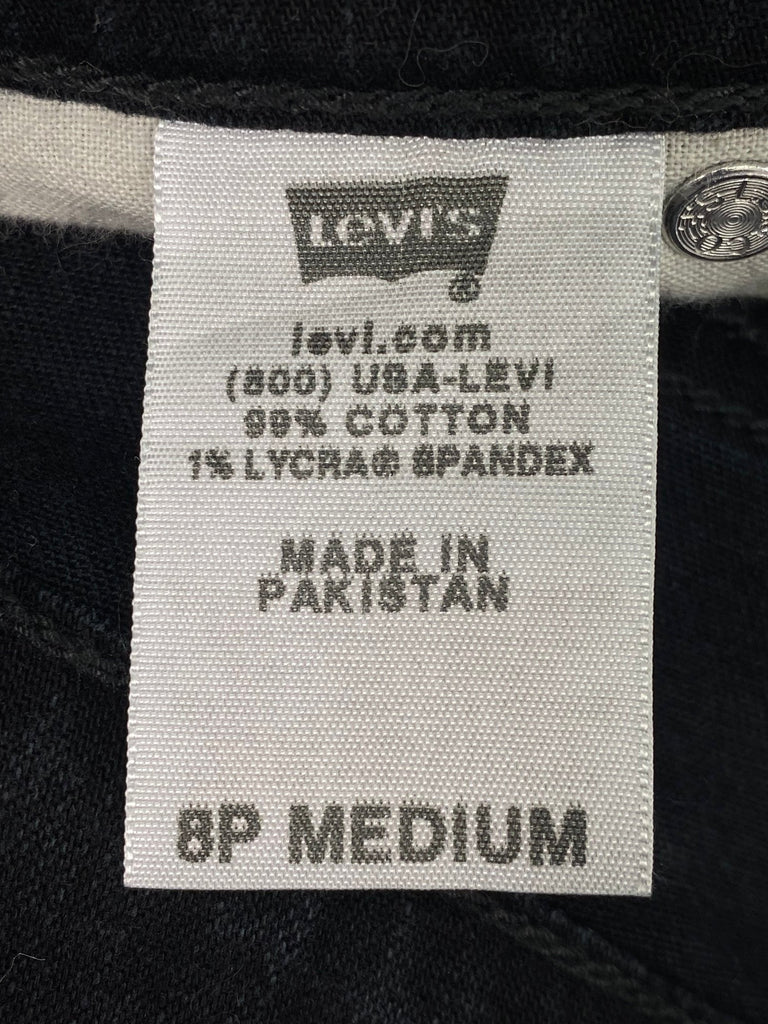 LEVI'S
®
levi.com
(800) USA-LEVI
99% COTTON
1% LYCRA® SPANDEX
MADE IN
PAKISTAN
8P MEDIUM